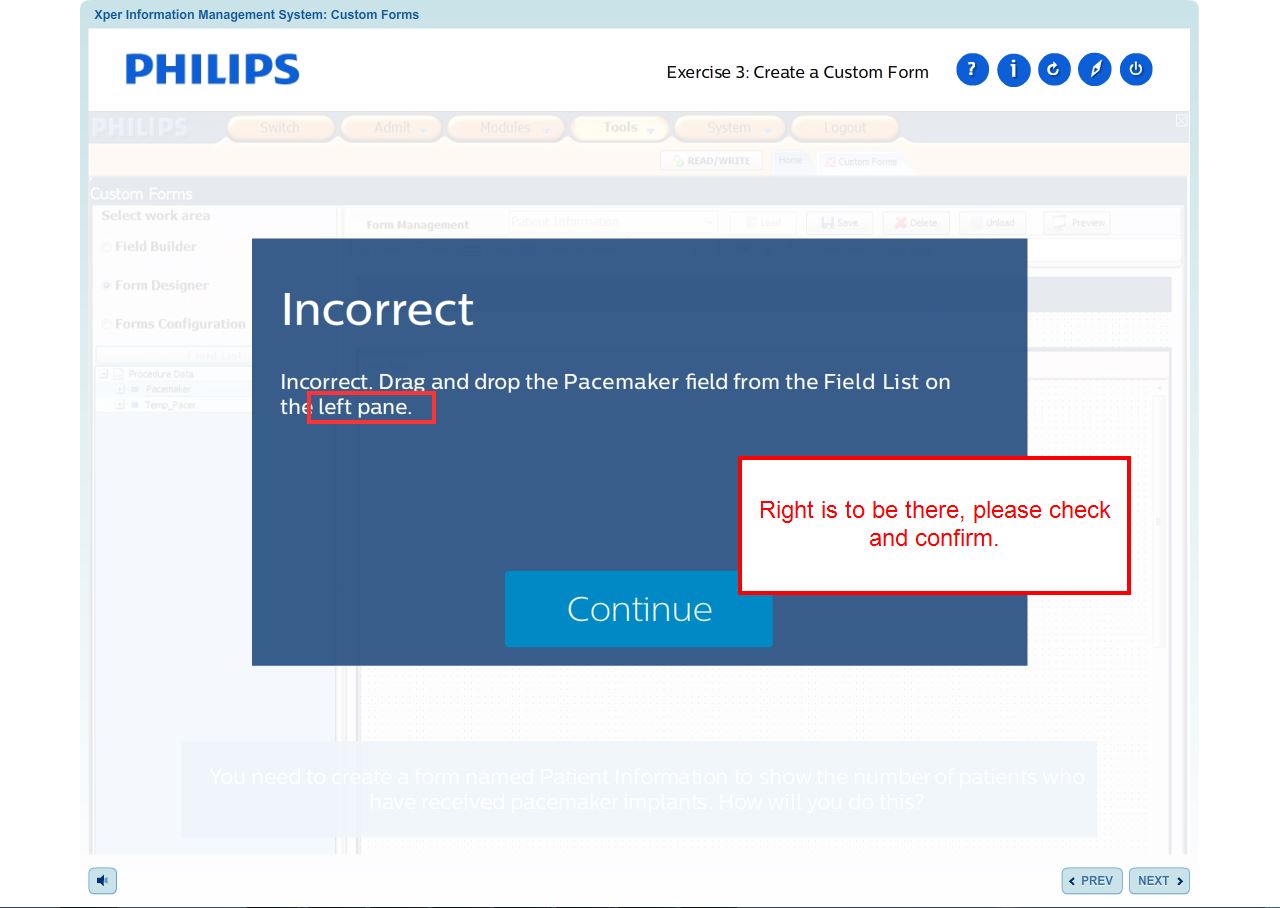 Xper Information Management System: Custom Forms
PHILIPS
Exercise 3: Create a Custom Form
PHILIPS
Switch
Admit
Modules
Tools
System
Logout
READ/WRITE
Home
Custom Forms
Custom Forms
Select work area
Form Management
Patient Information
Load
Save
Delete
Unload
Preview
Field Builder
Form Designer
Forms Configuration
Field List
Procedure Data
Pacemaker
Temp_Pacer
Incorrect
Incorrect. Drag and drop the Pacemaker field from the Field List on
the left pane.
Right is to be there, please check
and confirm.
Continue
You need to create a form named Patient Information to show the number of patients who
have received pacemaker implants. How will you do this?
PREV
NEXT